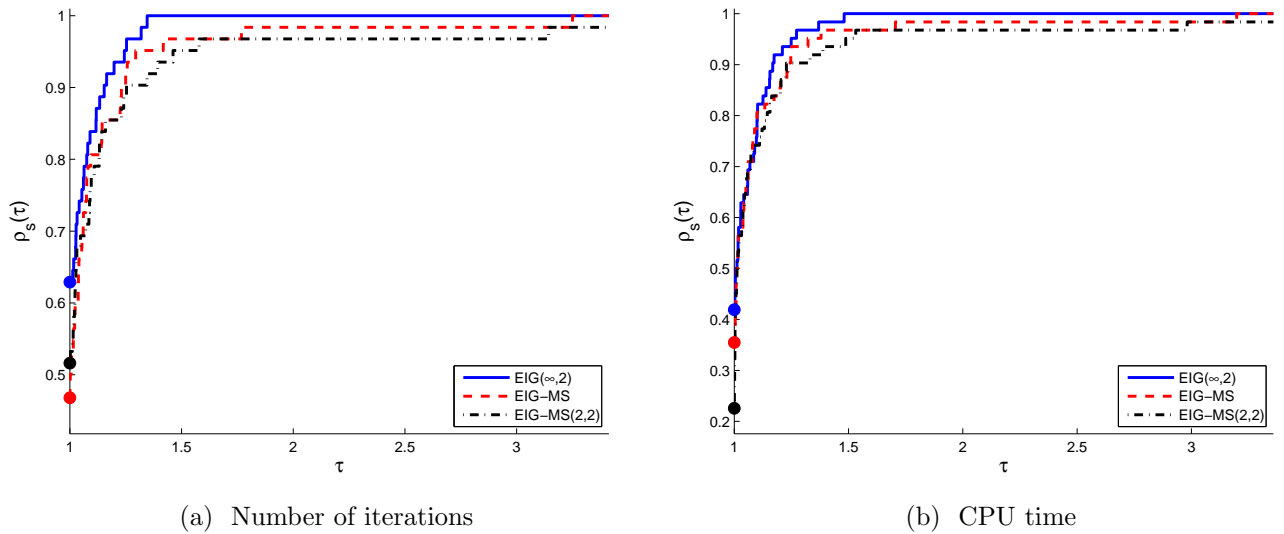 1
0.9
0.8
0.7
0.6
0.5
ρs(τ)
1
1.5
2
2.5
3
τ
EIG(∞,2)
EIG−MS
EIG−MS(2,2)
(a) Number of iterations
1
0.9
0.8
0.7
0.6
0.5
0.4
0.3
0.2
ρs(τ)
1
1.5
2
2.5
3
τ
EIG(∞,2)
EIG−MS
EIG−MS(2,2)
(b) CPU time